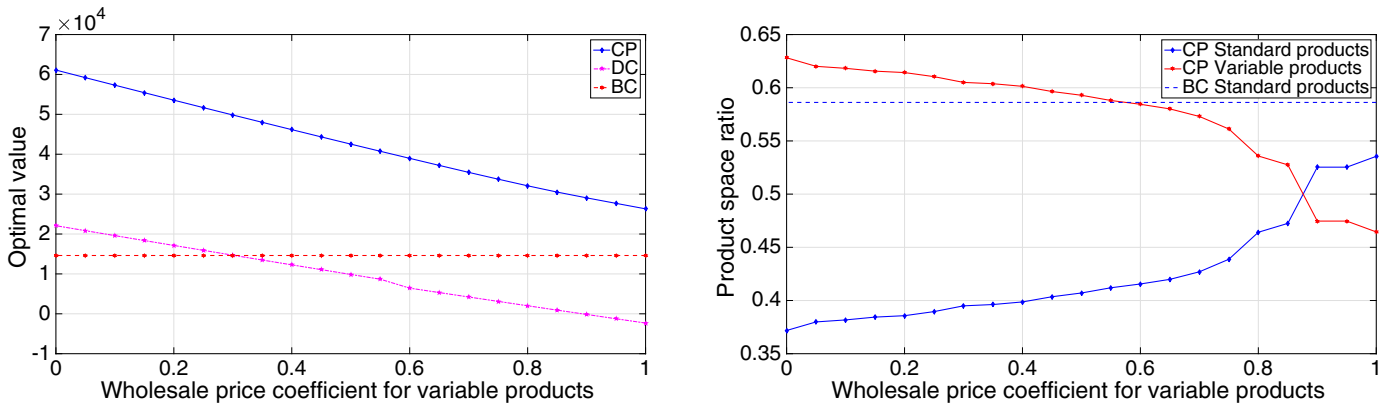 ×10^4
7
6
5
4
3
2
1
0
-1
Optimal value
0
0.2
0.4
0.6
0.8
1
Wholesale price coefficient for variable products
CP
DC
BC
0.65
0.6
0.55
0.5
0.45
0.4
0.35
Product space ratio
0
0.2
0.4
0.6
0.8
1
Wholesale price coefficient for variable products
CP Standard products
CP Variable products
BC Standard products